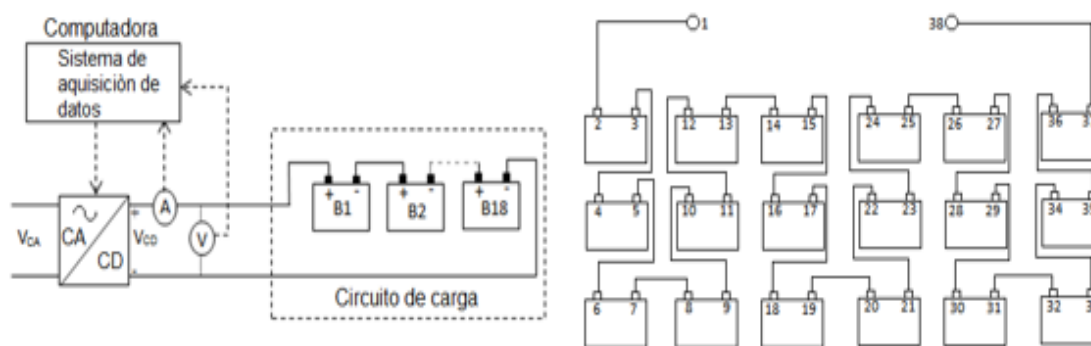 Computadora
Sistema de
aquisiciòn de
datos
A
V
VCA
CA
CD
+
-
VCD
+ -
B1
+ -
B2
+ -
B18
Circuito de carga
1
38
2 3 12 13 14 15 24 25 26 27 36
4 5 10 11 16 17 22 23 28 29 34
6 7 8 9 18 19 20 21 30 31 32